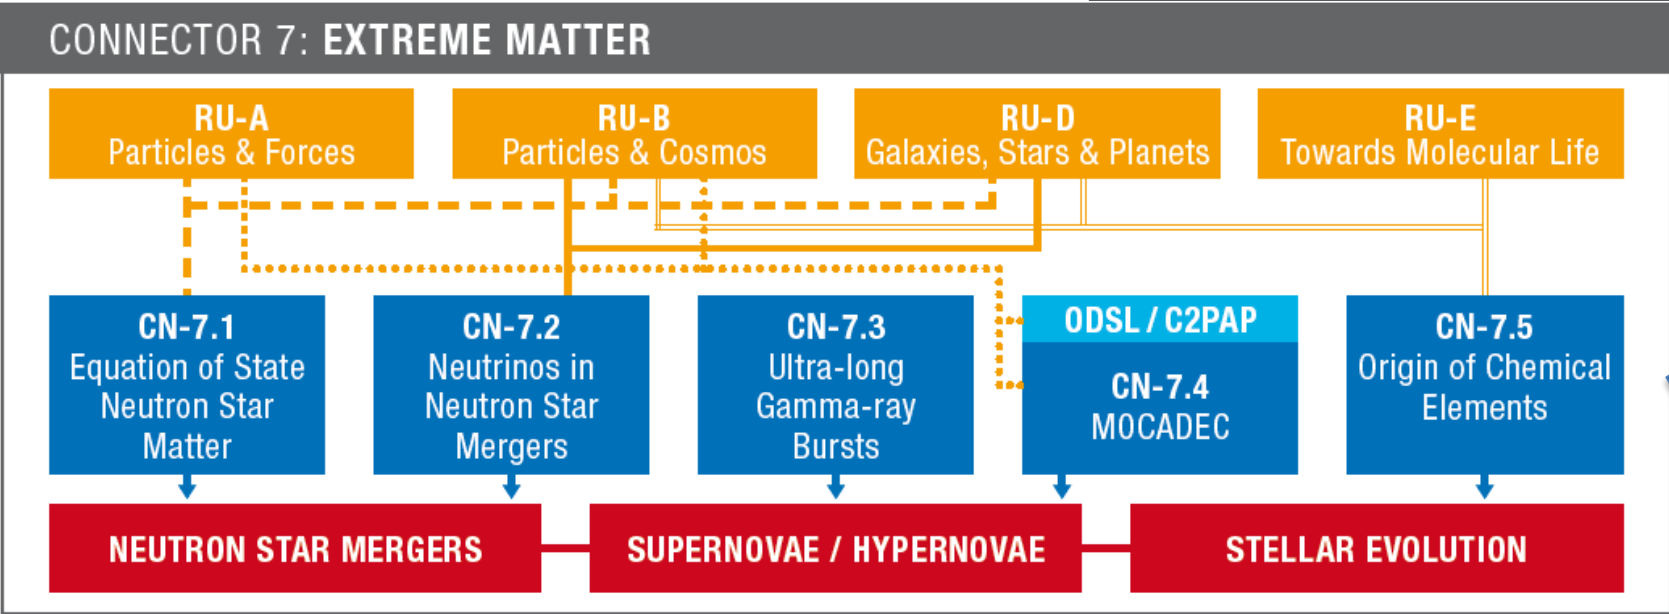 CONNECTOR 7: EXTREME MATTER
RU-A
Particles & Forces
RU-B
Particles & Cosmos
RU-D
Galaxies, Stars & Planets
RU-E
Towards Molecular Life
CN-7.1
Equation of State
Neutron Star
Matter
CN-7.2
Neutrinos in
Neutron Star
Mergers
CN-7.3
Ultra-long
Gamma-ray
Bursts
ODSL / C2PAP
CN-7.4
MOCADEC
CN-7.5
Origin of Chemical
Elements
NEUTRON STAR MERGERS
SUPERNOVAE / HYPERNOVAE
STELLAR EVOLUTION